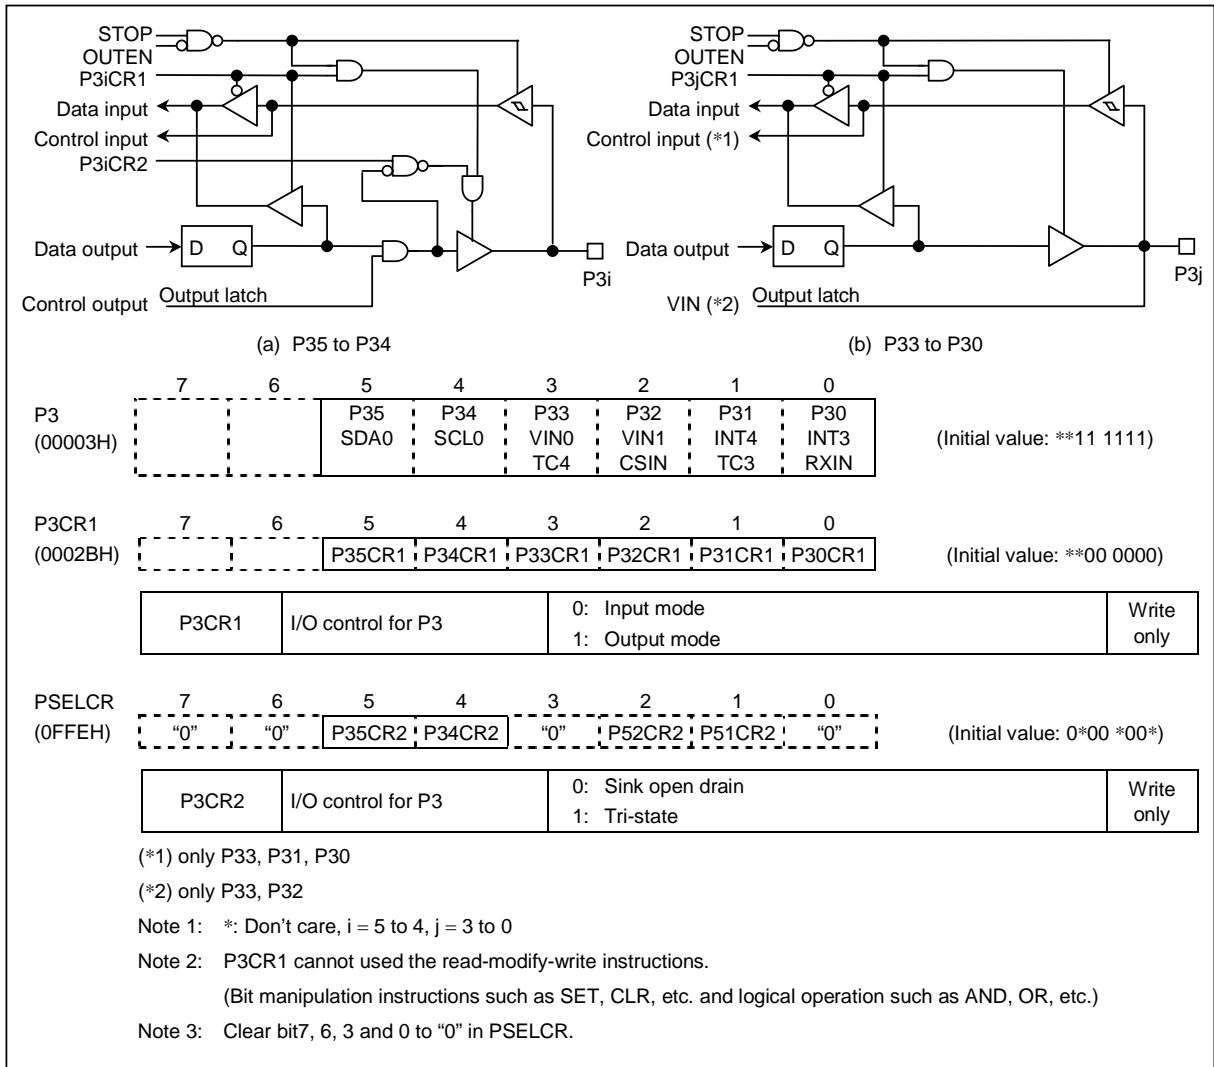 STOP
OUTEN
P3iCR1
Data input
Control input
P3iCR2
Data output
D Q
P3i
Control output
Output latch
(a) P35 to P34
STOP
OUTEN
P3jCR1
Data input
Control input (*1)
Data output
D Q
P3j
VIN (*2)
Output latch
(b) P33 to P30
7 6 5 4 3 2 1 0
P3
(00003H)
P35 P34 P33 P32 P31 P30
SDA0 SCL0 VIN0 VIN1 INT4 INT3
TC4 CSIN TC3 RXIN
(Initial value: **11 1111)
P3CR1
(0002BH)
7 6 5 4 3 2 1 0
P35CR1 P34CR1 P33CR1 P32CR1 P31CR1 P30CR1
(Initial value: **00 0000)
P3CR1 I/O control for P3
0: Input mode
1: Output mode
Write
only
PSELCR
(0FFEH)
7 6 5 4 3 2 1 0
“0” “0” P35CR2 P34CR2 “0” P52CR2 P51CR2 “0”
(Initial value: 0*00 *00*)
P3CR2 I/O control for P3
0: Sink open drain
1: Tri-state
Write
only
(*1) only P33, P31, P30
(*2) only P33, P32
Note 1: *: Don’t care, i = 5 to 4, j = 3 to 0
Note 2: P3CR1 cannot used the read-modify-write instructions.
(Bit manipulation instructions such as SET, CLR, etc. and logical operation such as AND, OR, etc.)
Note 3: Clear bit7, 6, 3 and 0 to “0” in PSELCR.